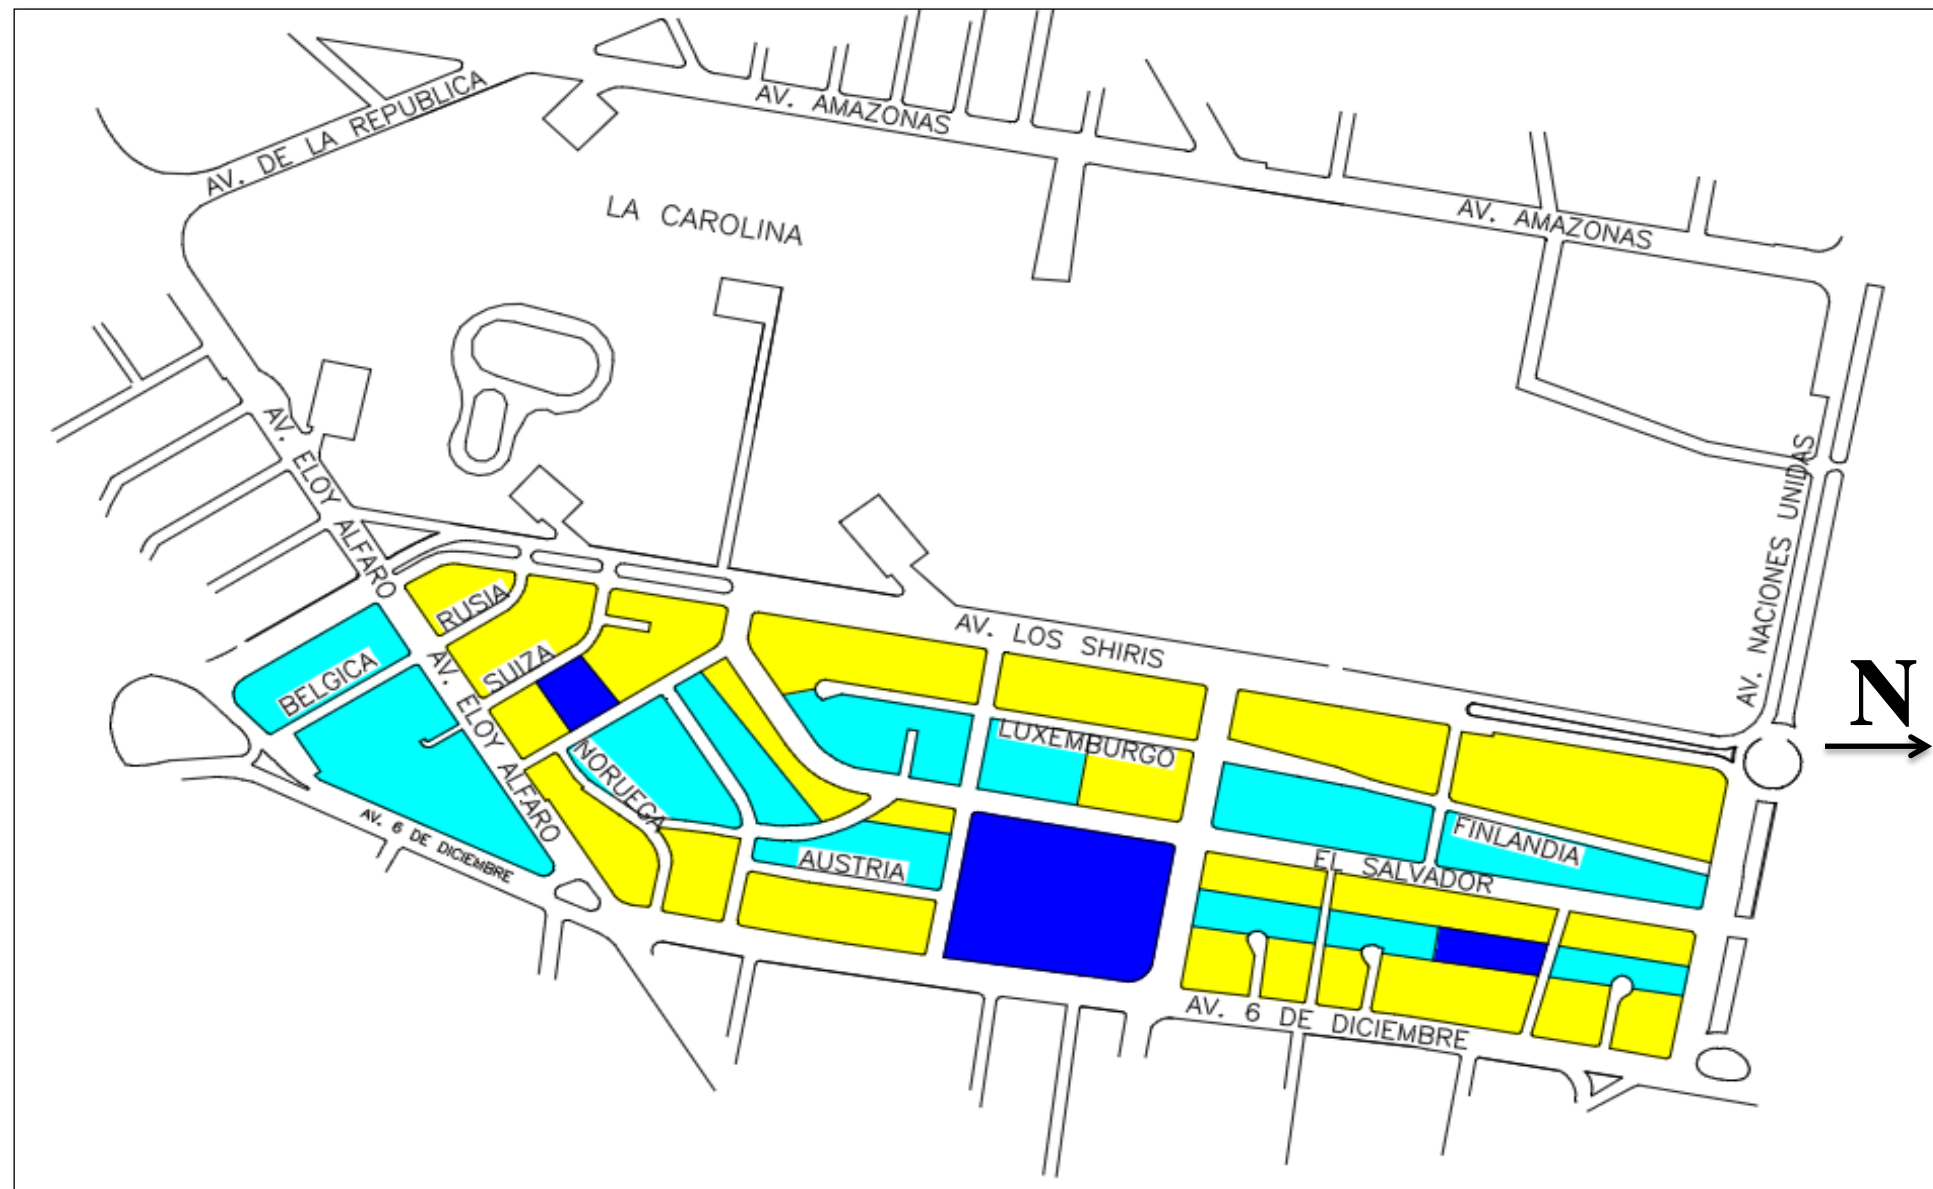 AV. DE LA REPUBLICA
AV. AMAZONAS
LA CAROLINA
AV. AMAZONAS
AV. ELOY ALFARO
AV. NACIONES UNIDAS
RUSIA
AV. LOS SHIRIS
SUIZA
BELGICA
AV. ELOY ALFARO
N
LUXEMBURGO
NORUEGA
AV. 6 DE DICIEMBRE
AUSTRIA
FINLANDIA
EL SALVADOR
AV. 6 DE DICIEMBRE